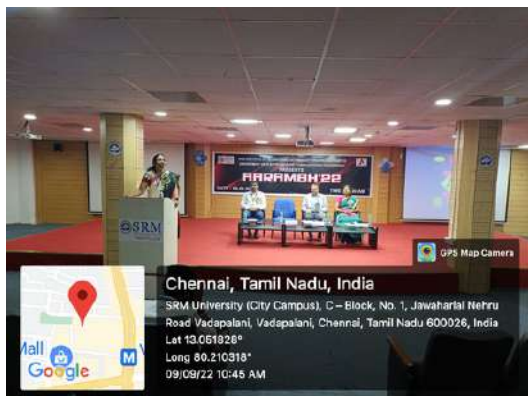 PRESENTS
AARAMBH'22
SRM
GPS Map Camera
Chennai, Tamil Nadu, India
SRM University (City Campus), C – Block, No. 1, Jawaharlal Nehru
Road Vadapalani, Vadapalani, Chennai, Tamil Nadu 600026, India
Lat 13.051828°
Long 80.210318°
09/09/22 10:45 AM
Mall
Google
M